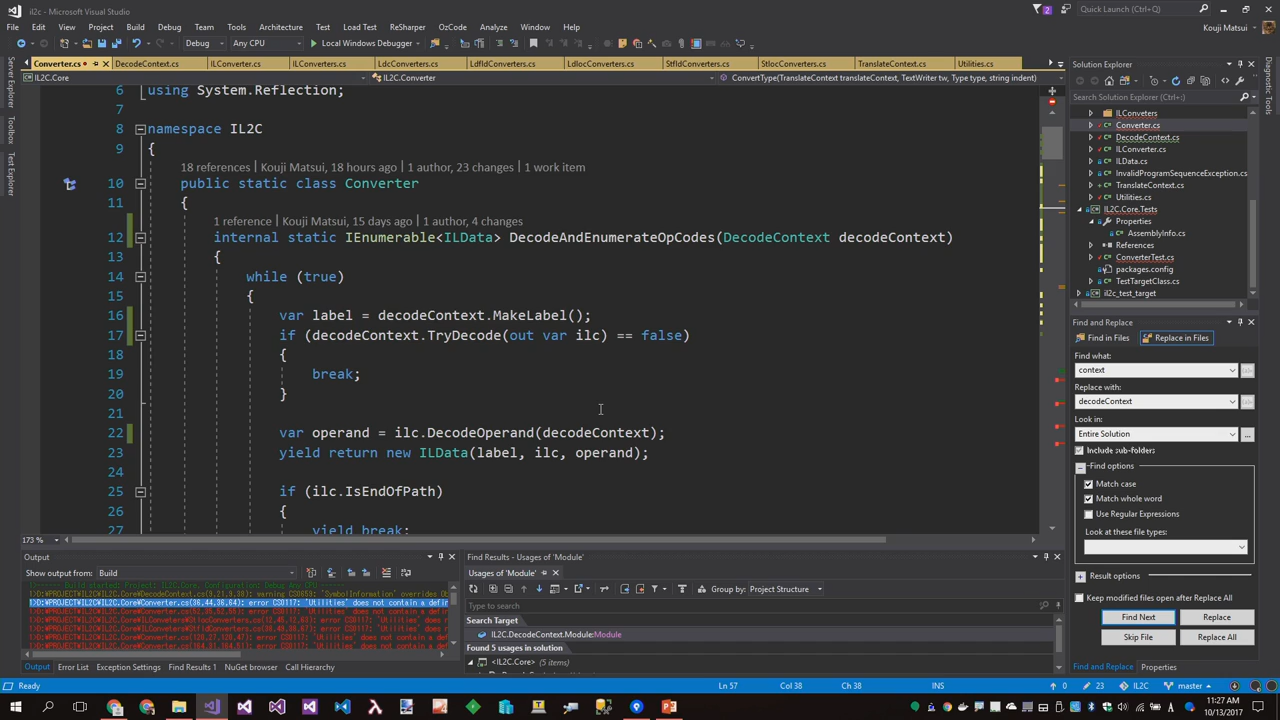 il2c - Microsoft Visual Studio
2
Quick Launch (Ctrl+Q)
File Edit View Project Build Debug Team Tools Architecture Test Load Test ReSharper OzCode Analyze Window Help
Kouji Matsui
Debug Any CPU Local Windows Debugger
Converter.cs DecodeContext.cs ILConverter.cs ILConverters.cs LdcConverters.cs LdfldConverters.cs LdlocConverters.cs StfldConverters.cs StlocConverters.cs TranslateContext.cs Utilities.cs
IL2C.Core IL2C.Converter ConvertType(TranslateContext translateContext, TextWriter tw, Type type, string indent)
Server Explorer
Toolbox
Test Explorer
6 using System.Reflection;
7
8 namespace IL2C
9 {
18 references | Kouji Matsui, 18 hours ago | 1 author, 23 changes | 1 work item
10 public static class Converter
11 {
1 reference | Kouji Matsui, 15 days ago | 1 author, 4 changes
12 internal static IEnumerable<ILData> DecodeAndEnumerateOpCodes(DecodeContext decodeContext)
13 {
14 while (true)
15 {
16 var label = decodeContext.MakeLabel();
17 if (decodeContext.TryDecode(out var ilc) == false)
18 {
19 break;
20 }
21
22 var operand = ilc.DecodeOperand(decodeContext);
23 yield return new ILData(label, ilc, operand);
24
25 if (ilc.IsEndOfPath)
26 {
27 yield break;
173 %
Solution Explorer
Search Solution Explorer (Ctrl+:)
ILConveters
Converter.cs
DecodeContext.cs
ILConverter.cs
ILData.cs
InvalidProgramSequenceException.cs
TranslateContext.cs
Utilities.cs
IL2C.Core.Tests
Properties
AssemblyInfo.cs
References
ConverterTest.cs
packages.config
TestTargetClass.cs
il2c_test_target
Diagnostic Tools
Find and Replace
Find in Files Replace in Files
Find what:
context
Replace with:
decodeContext
Look in:
Entire Solution
...
Include sub-folders
Find options
Match case
Match whole word
Use Regular Expressions
Look at these file types:
Result options
Keep modified files open after Replace All
Find Next Replace
Skip File Replace All
Find and Replace Properties
Output
Show output from: Build
Find Results - Usages of 'Module'
Usages of 'Module'
Group by: Project Structure
Type to search
Search Target
IL2C.DecodeContext.Module:Module
Found 5 usages in solution
<IL2C.Core> (5 items)
Output Error List Exception Settings Find Results 1 NuGet browser Call Hierarchy
Ready Ln 57 Col 38 Ch 38 INS 0 23 IL2C master
11:27 AM
10/13/2017